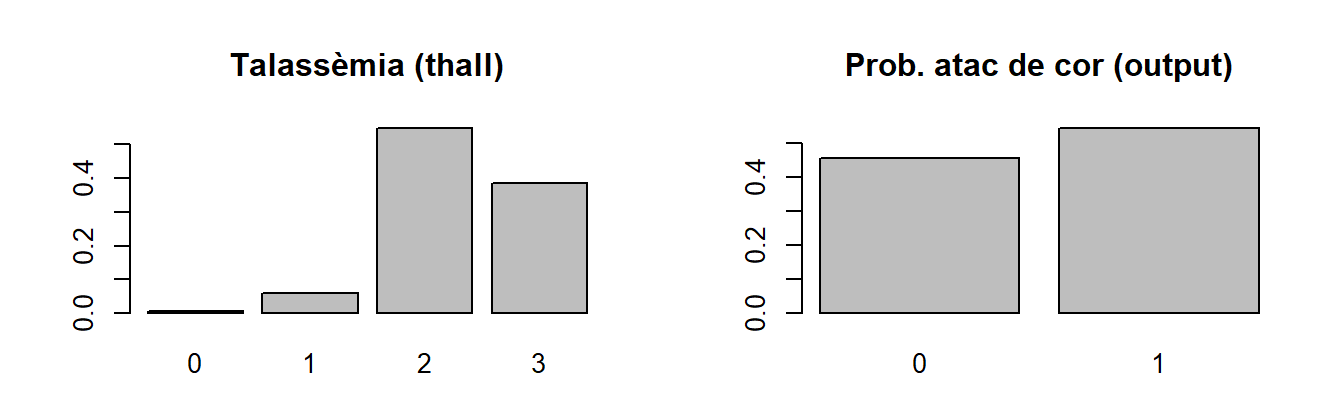 Talassèmia (thall)
0.0 0.2 0.4
0 1 2 3
Prob. atac de cor (output)
0.0 0.2 0.4
0 1